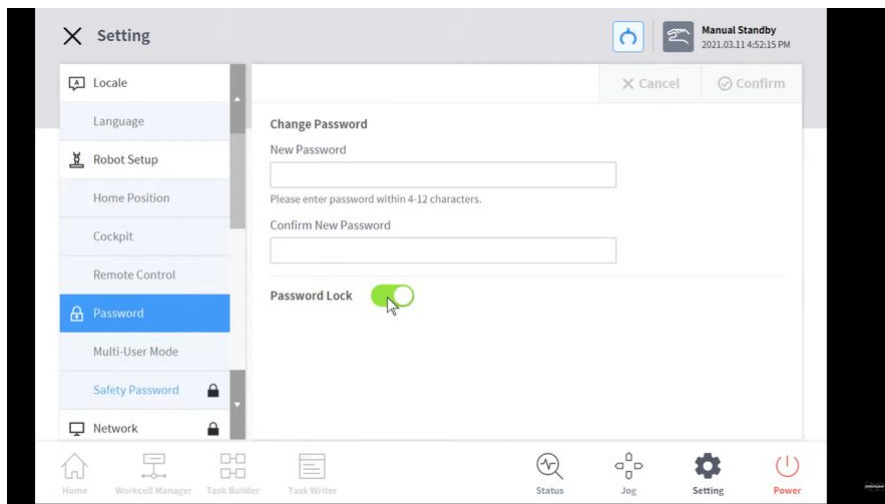 Setting
Manual Standby
2021.03.11 4:52:15 PM
A Locale
Cancel
Confirm
Language
Change Password
New Password
Robot Setup
Home Position
Please enter password within 4-12 characters.
Confirm New Password
Cockpit
Remote Control
Password Lock
Password
Multi-User Mode
Safety Password
Network
Home
Workcell Manager
Task Builder
Task Writer
Status
Jog
Setting
Power